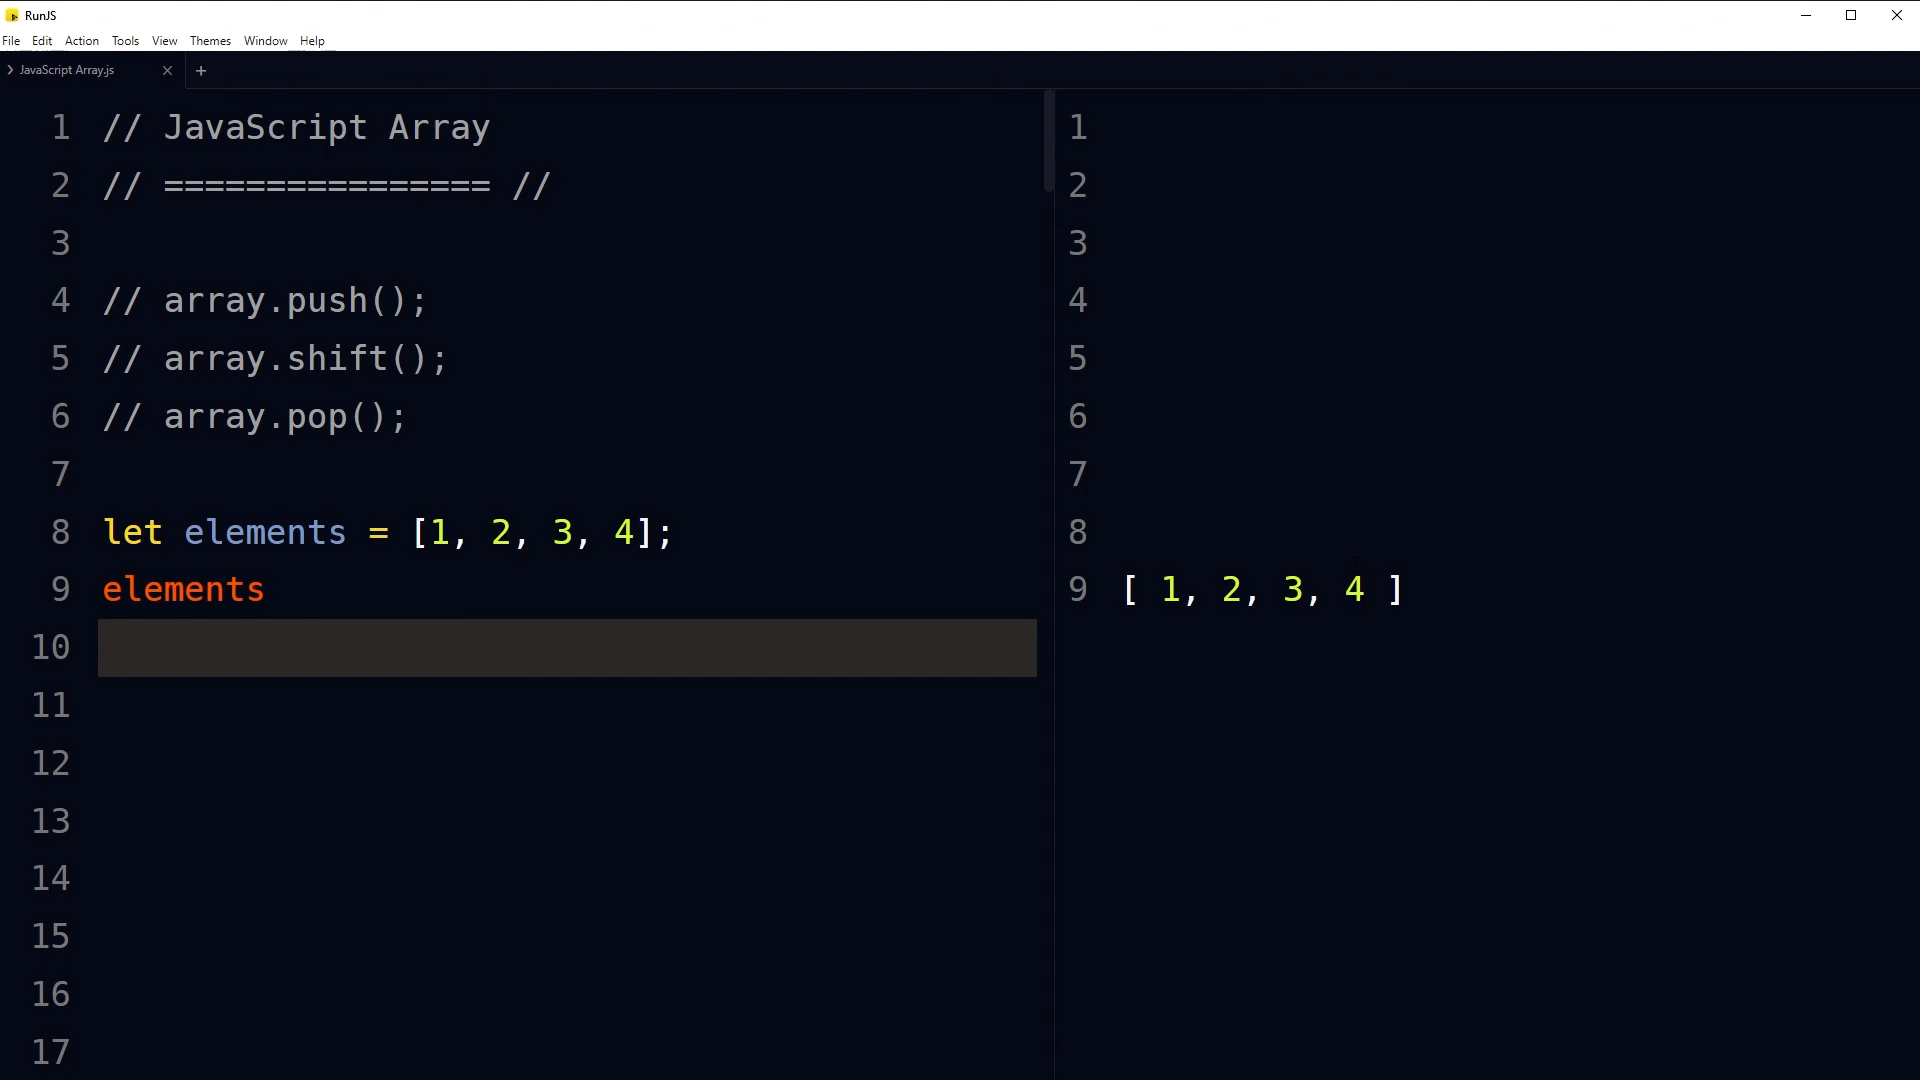 RunJS
File Edit Action Tools View Themes Window Help
JavaScript Array.js
1 // JavaScript Array
2 // ================ //
3
4 // array.push();
5 // array.shift();
6 // array.pop();
7
8 let elements = [1, 2, 3, 4];
9 elements
10
11
12
13
14
15
16
17
1
2
3
4
5
6
7
8
9 [ 1, 2, 3, 4 ]